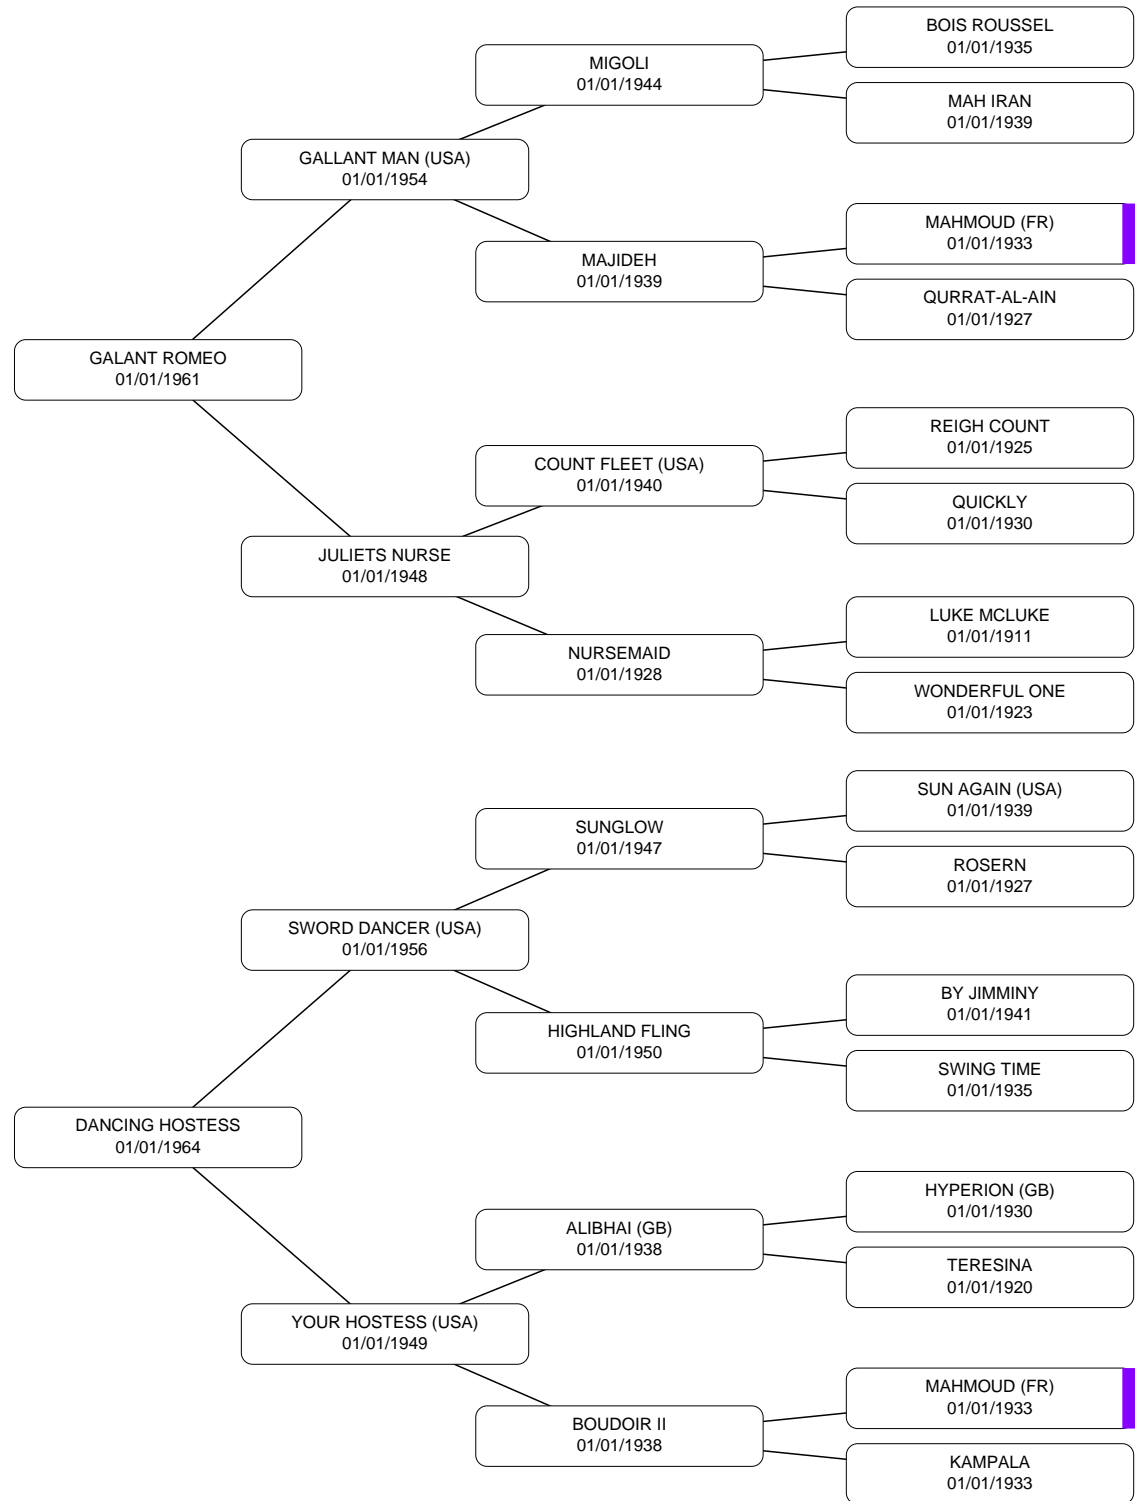 BOIS ROUSSEL
01/01/1935
MIGOLI
01/01/1944
MAH IRAN
01/01/1939
GALLANT MAN (USA)
01/01/1954
MAHMOUD (FR)
01/01/1933
MAJIDEH
01/01/1939
QURRAT-AL-AIN
01/01/1927
GALANT ROMEO
01/01/1961
REIGH COUNT
01/01/1925
COUNT FLEET (USA)
01/01/1940
QUICKLY
01/01/1930
JULIETS NURSE
01/01/1948
LUKE MCLUKE
01/01/1911
NURSEMAID
01/01/1928
WONDERFUL ONE
01/01/1923
SUN AGAIN (USA)
01/01/1939
SUNGLOW
01/01/1947
ROSERN
01/01/1927
SWORD DANCER (USA)
01/01/1956
BY JIMMINY
01/01/1941
HIGHLAND FLING
01/01/1950
SWING TIME
01/01/1935
DANCING HOSTESS
01/01/1964
HYPERION (GB)
01/01/1930
ALIBHAI (GB)
01/01/1938
TERESINA
01/01/1920
YOUR HOSTESS (USA)
01/01/1949
MAHMOUD (FR)
01/01/1933
BOUDOIR II
01/01/1938
KAMPALA
01/01/1933